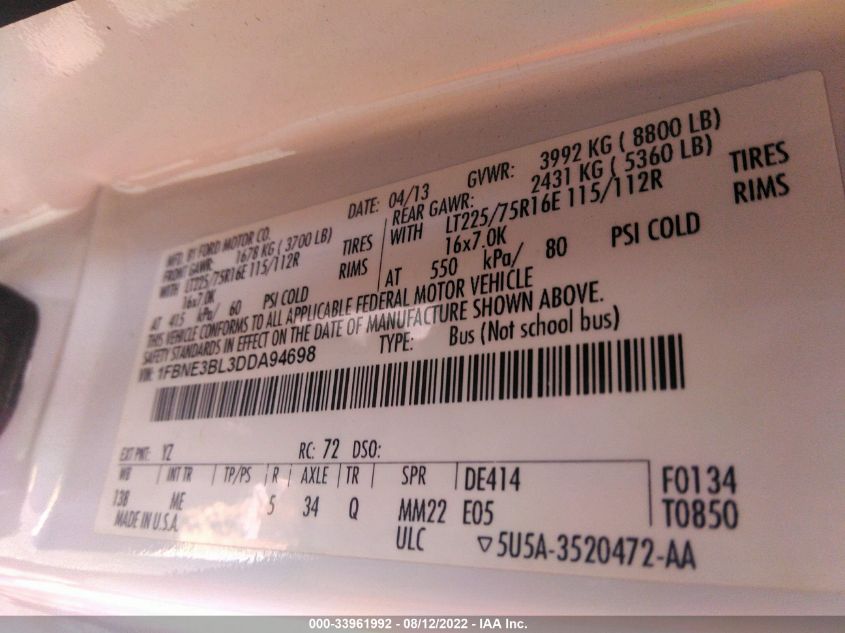 MFD. BY FORD MOTOR CO.
DATE: 04/13 GVWR: 3992 KG ( 8800 LB)
FRONT GAWR: 1678 KG ( 3700 LB)
REAR GAWR: 2431 KG ( 5360 LB)
WITH LT225/75R16E 115/112R TIRES
WITH LT225/75R16E 115/112R TIRES
16x7.0K RIMS
16x7.0K RIMS
AT 415 kPa/ 60 PSI COLD
AT 550 kPa/ 80 PSI COLD
THIS VEHICLE CONFORMS TO ALL APPLICABLE FEDERAL MOTOR VEHICLE
SAFETY STANDARDS IN EFFECT ON THE DATE OF MANUFACTURE SHOWN ABOVE.
VIN: 1FBNE3BL3DDA94698 TYPE: Bus (Not school bus)
EXT PNT: YZ RC: 72 DSO:
WB INT TR TP/PS R AXLE TR SPR DE414 F0134
138 ME 5 34 Q MM22 E05 T0850
MADE IN U.S.A. ULC 5U5A-3520472-AA
000-33961992 — 08/12/2022 — IAA Inc.